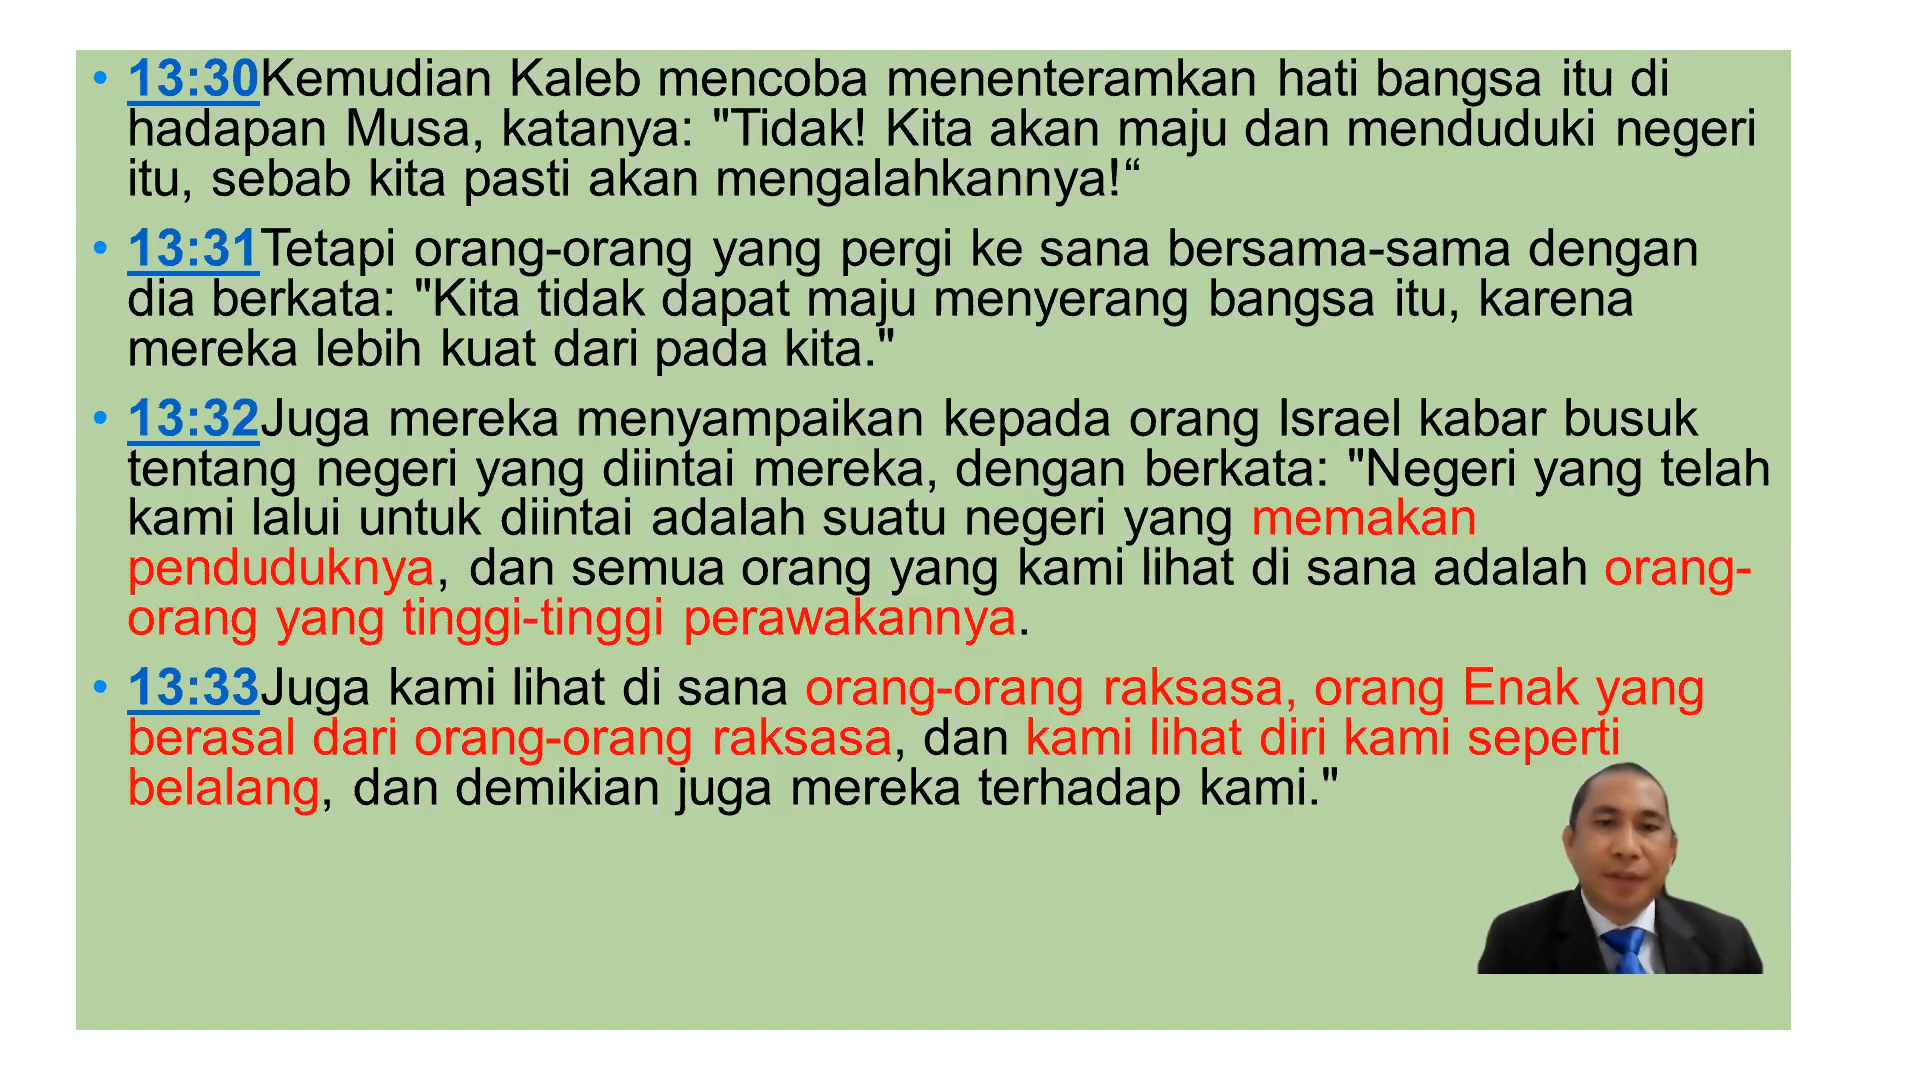 • 13:30Kemudian Kaleb mencoba menenteramkan hati bangsa itu di
hadapan Musa, katanya: "Tidak! Kita akan maju dan menduduki negeri
itu, sebab kita pasti akan mengalahkannya!“
• 13:31Tetapi orang-orang yang pergi ke sana bersama-sama dengan
dia berkata: "Kita tidak dapat maju menyerang bangsa itu, karena
mereka lebih kuat dari pada kita."
• 13:32Juga mereka menyampaikan kepada orang Israel kabar busuk
tentang negeri yang diintai mereka, dengan berkata: "Negeri yang telah
kami lalui untuk diintai adalah suatu negeri yang memakan
penduduknya, dan semua orang yang kami lihat di sana adalah orang-
orang yang tinggi-tinggi perawakannya.
• 13:33Juga kami lihat di sana orang-orang raksasa, orang Enak yang
berasal dari orang-orang raksasa, dan kami lihat diri kami seperti
belalang, dan demikian juga mereka terhadap kami."